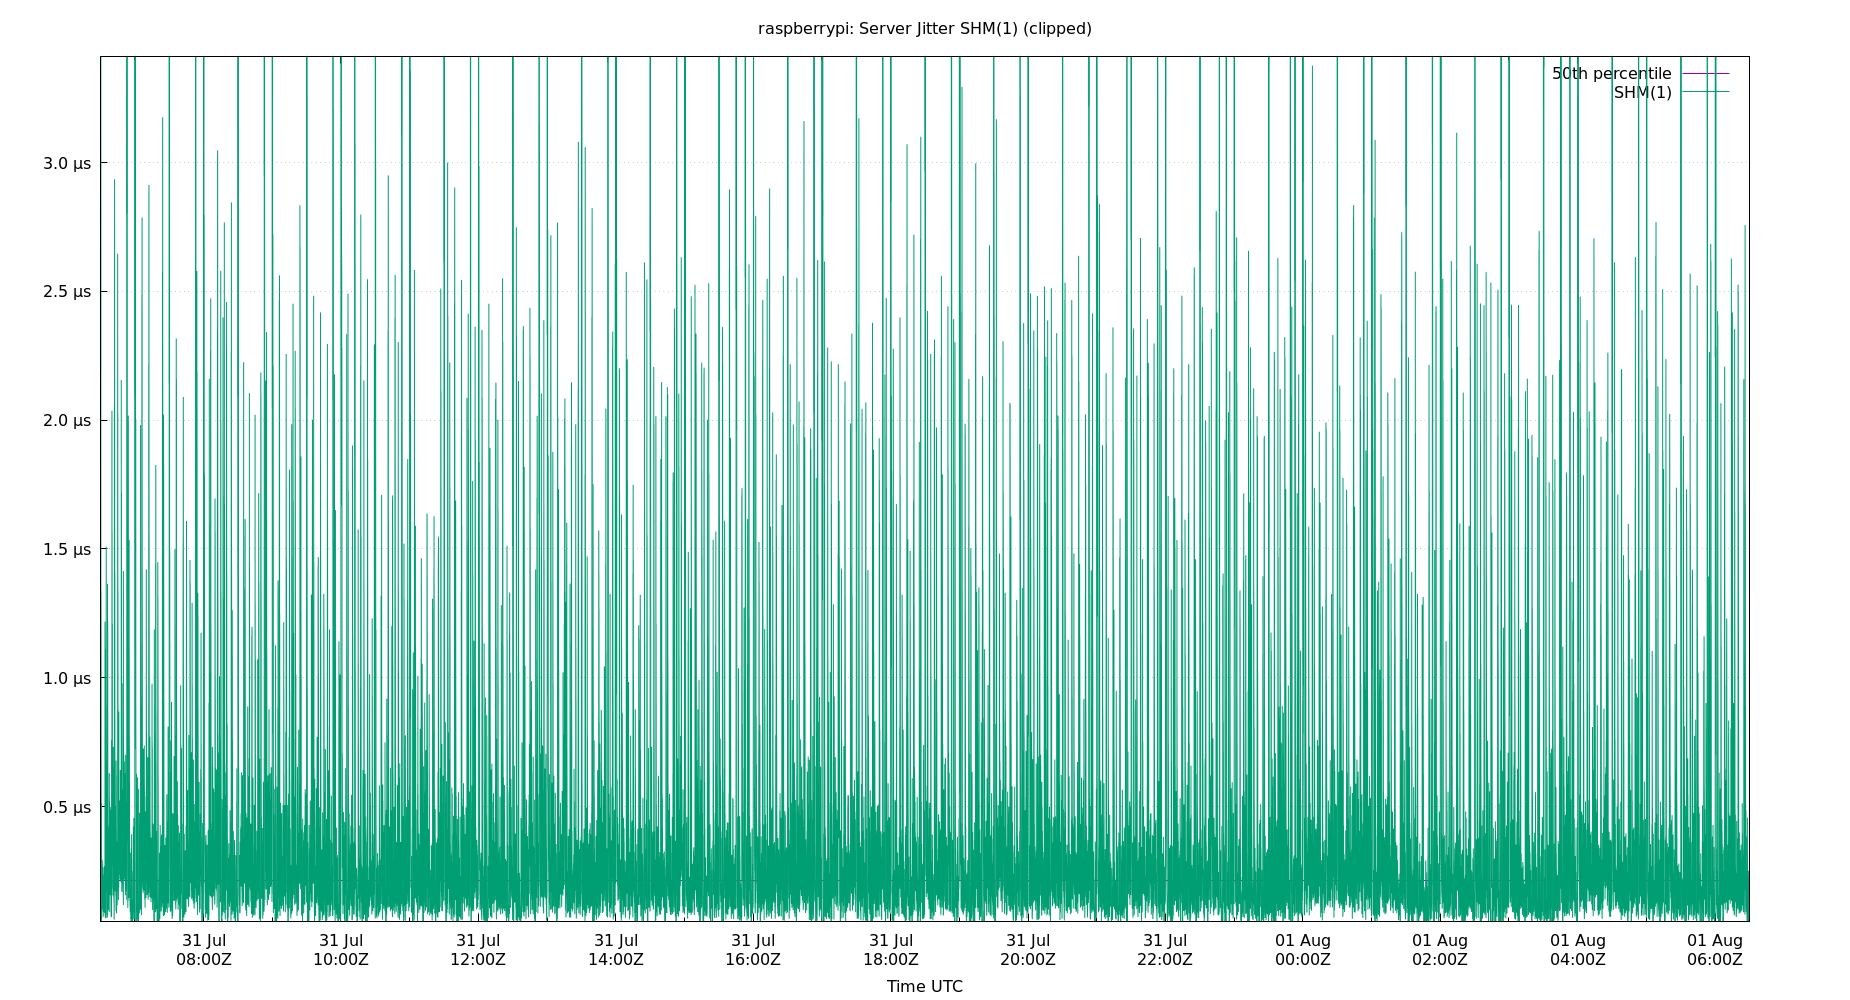 raspberrypi: Server Jitter SHM(1) (clipped)
50th percentile
SHM(1)
3.0 µs
2.5 µs
2.0 µs
1.5 µs
1.0 µs
0.5 µs
31 Jul 31 Jul 31 Jul 31 Jul 31 Jul 31 Jul 31 Jul 31 Jul 01 Aug 01 Aug 01 Aug 01 Aug
08:00Z 10:00Z 12:00Z 14:00Z 16:00Z 18:00Z 20:00Z 22:00Z 00:00Z 02:00Z 04:00Z 06:00Z
Time UTC